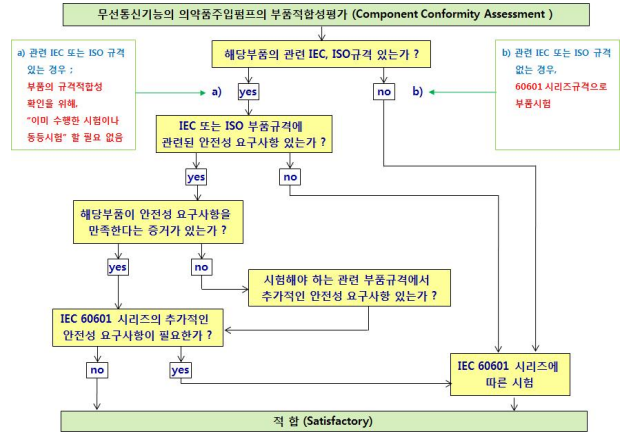 무선통신기능의 의약품주입펌프의 부품적합성평가 (Component Conformity Assessment )
a) 관련 IEC 또는 ISO 규격
있는 경우 ;
부품의 규격적합성
확인을 위해,
"이미 수행한 시험이나
동등시험" 할 필요 없음
해당부품의 관련 IEC, ISO규격 있는가 ?
b) 관련 IEC 또는 ISO 규격
없는 경우,
60601 시리즈규격으로
부품시험
a)
yes
no
b)
IEC 또는 ISO 부품규격에
관련된 안전성 요구사항 있는가 ?
yes
no
해당부품이 안전성 요구사항을
만족한다는 증거가 있는가 ?
yes
no
시험해야 하는 관련 부품규격에서
추가적인 안전성 요구사항 있는가 ?
IEC 60601 시리즈의 추가적인
안전성 요구사항이 필요한가 ?
no
yes
IEC 60601 시리즈에
따른 시험
적 합 (Satisfactory)